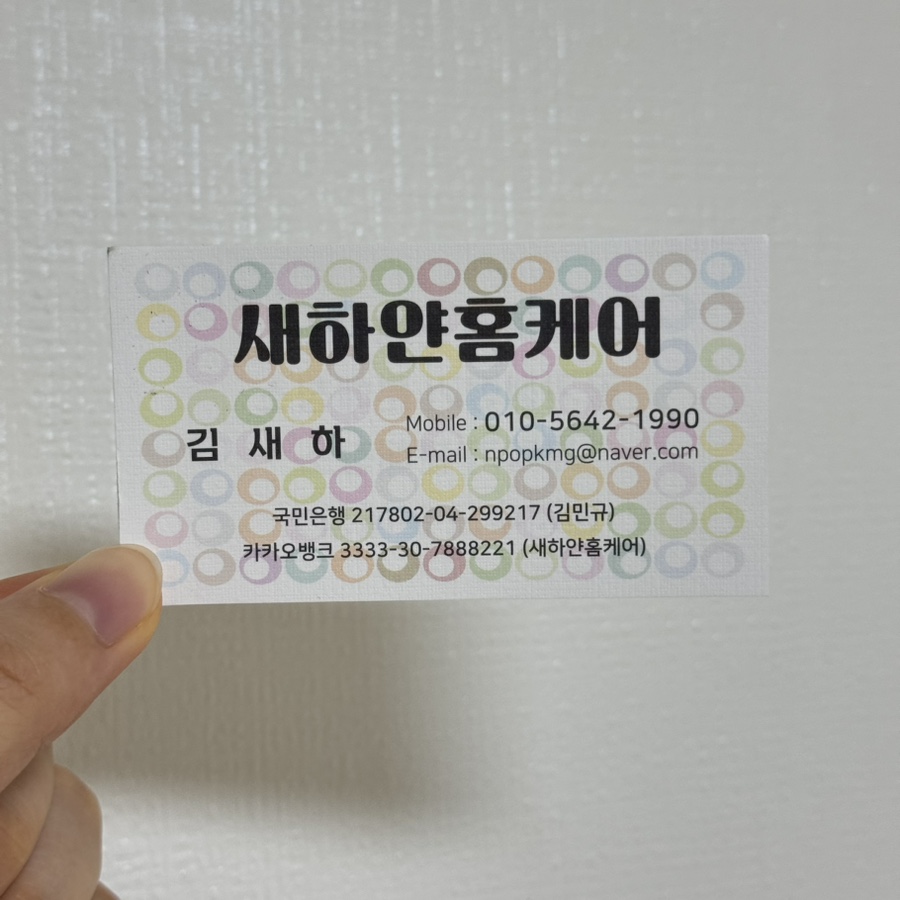 새하얀홈케어
김 새 하
Mobile : 010-5642-1990
E-mail : npopkmg@naver.com
국민은행 217802-04-299217 (김민규)
카카오뱅크 3333-30-7888221 (새하얀홈케어)